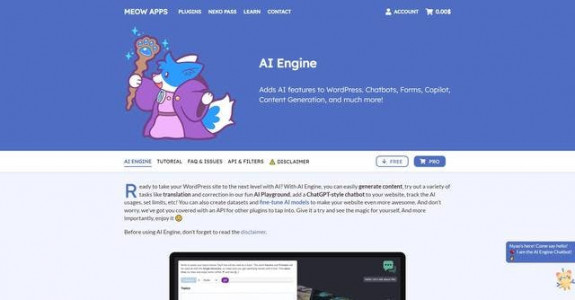 MEOW APPS PLUGINS NEKO PASS LEARN CONTACT ACCOUNT 0.00$
AI Engine
Adds AI features to WordPress. Chatbots, Forms, Copilot,
Content Generation, and much more!
AI ENGINE TUTORIAL FAQ & ISSUES API & FILTERS DISCLAIMER FREE PRO
Ready to take your WordPress site to the next level with AI? With AI Engine, you can easily generate content, try out a variety of
tasks like translation and correction in our fun AI Playground, add a ChatGPT-style chatbot to your website, track the AI
usages, set limits, etc! You can also create datasets and fine-tune AI models to make your website even more awesome. And don't
worry, we've got you covered with an API for other plugins to tap into. Give it a try and see the magic for yourself. And more
importantly, enjoy it
Before using AI Engine, don't forget to read the disclaimer.
Nyao's here! Come say hello!
I am the AI Engine Chatbot!